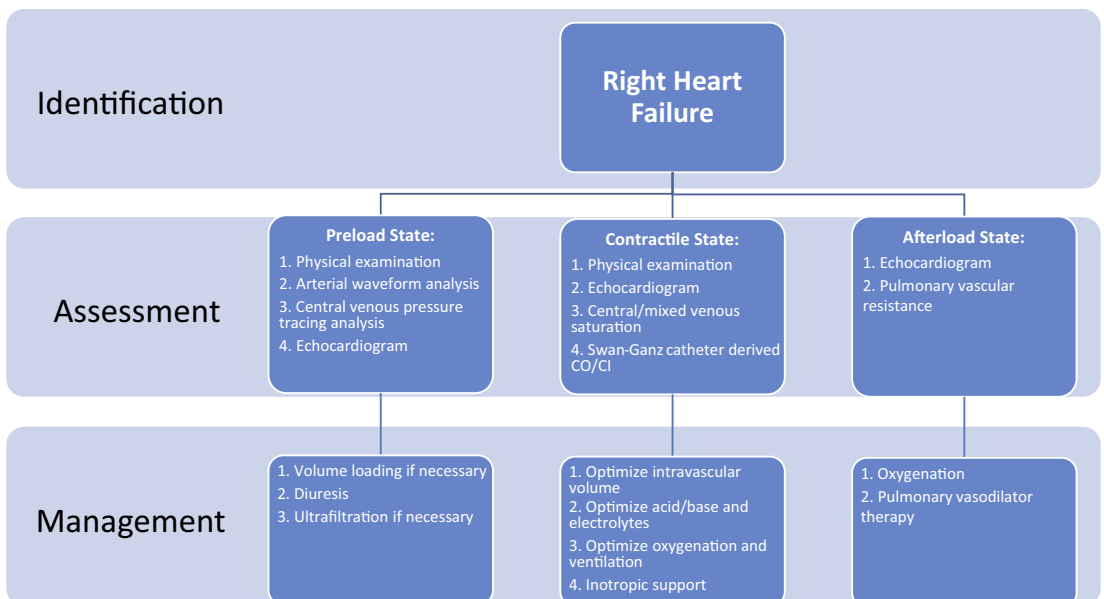 Identification
Right Heart
Failure
Assessment
Preload State:
1. Physical examination
2. Arterial waveform analysis
3. Central venous pressure
tracing analysis
4. Echocardiogram
Contractile State:
1. Physical examination
2. Echocardiogram
3. Central/mixed venous
saturation
4. Swan-Ganz catheter derived
CO/CI
Afterload State:
1. Echocardiogram
2. Pulmonary vascular
resistance
Management
1. Volume loading if necessary
2. Diuresis
3. Ultrafiltration if necessary
1. Optimize intravascular
volume
2. Optimize acid/base and
electrolytes
3. Optimize oxygenation and
ventilation
4. Inotropic support
1. Oxygenation
2. Pulmonary vasodilator
therapy